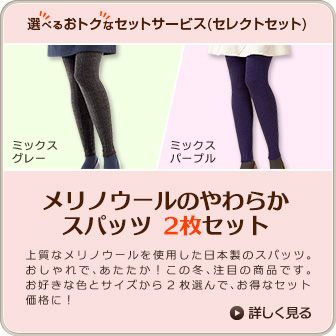 選べるおトクなセットサービス(セレクトセット)
ミックス
グレー
ミックス
パープル
メリノウールのやわらか
スパッツ 2枚セット
上質なメリノウールを使用した日本製のスパッツ。
おしゃれで、あたたか！この冬、注目の商品です。
お好きな色とサイズから2枚選んで、お得なセット
価格に！
詳しく見る